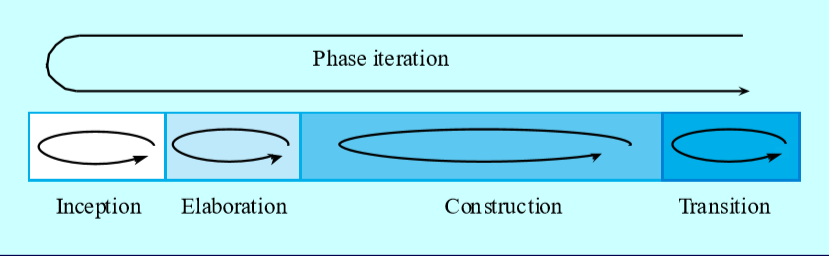 Phase iteration
Inception
Elaboration
Construction
Transition